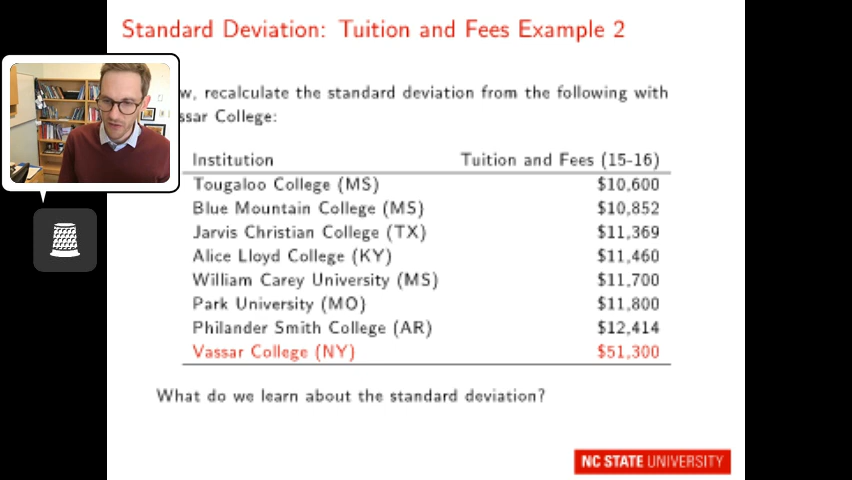 Standard Deviation: Tuition and Fees Example 2
recalculate the standard deviation from the following with
College:
Institution Tuition and Fees (15-16)
Tougaloo College (MS) $10,600
Blue Mountain College (MS) $10,852
Jarvis Christian College (TX) $11,369
Alice Lloyd College (KY) $11,460
William Carey University (MS) $11,700
Park University (MO) $11,800
Philander Smith College (AR) $12,414
Vassar College (NY) $51,300
What do we learn about the standard deviation?
NC STATE UNIVERSITY